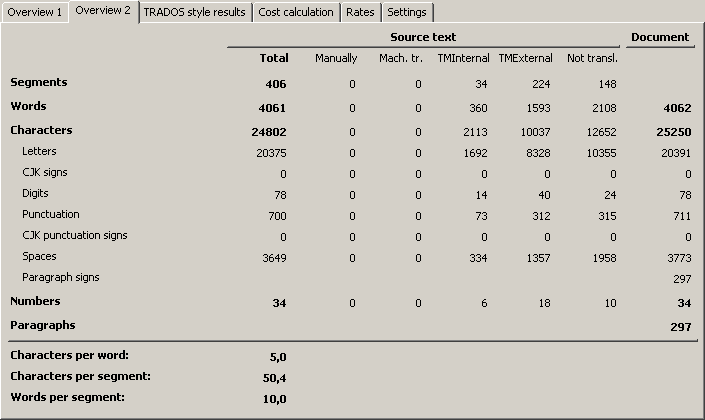 Overview 1 Overview 2 TRADOS style results Cost calculation Rates Settings
Source text Document
Total Manually Mach. tr. TMInternal TMExternal Not transl.
Segments 406 0 0 34 224 148
Words 4061 0 0 360 1593 2108 4062
Characters 24802 0 0 2113 10037 12652 25250
Letters 20375 0 0 1692 8328 10355 20391
CJK signs 0 0 0 0 0 0 0
Digits 78 0 0 14 40 24 78
Punctuation 700 0 0 73 312 315 711
CJK punctuation signs 0 0 0 0 0 0 0
Spaces 3649 0 0 334 1357 1958 3773
Paragraph signs 297
Numbers 34 0 0 6 18 10 34
Paragraphs 297
Characters per word: 5,0
Characters per segment: 50,4
Words per segment: 10,0